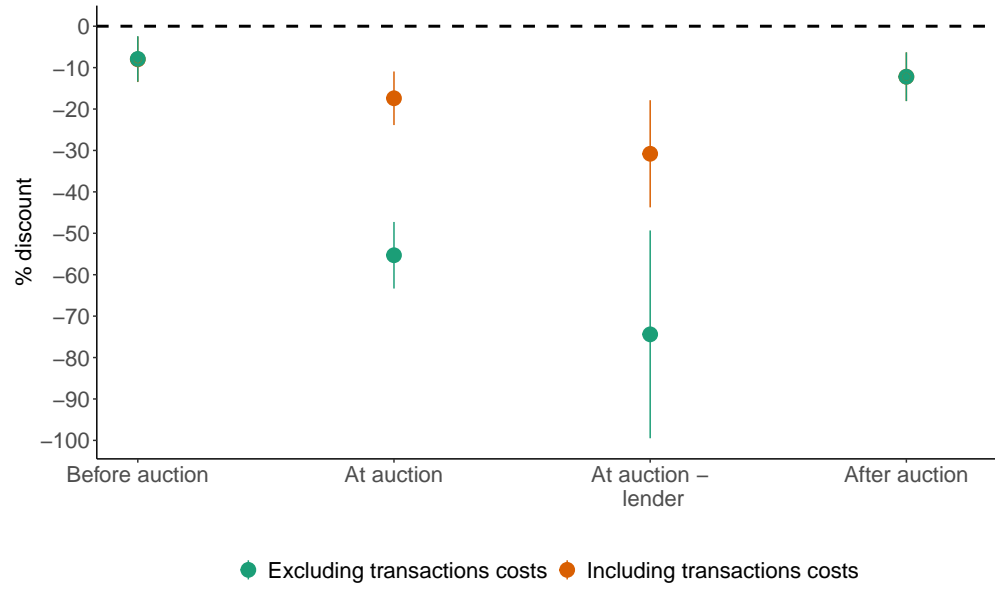 % discount
0
−10
−20
−30
−40
−50
−60
−70
−80
−90
−100
Before auction
At auction
At auction −
lender
After auction
Excluding transactions costs
Including transactions costs